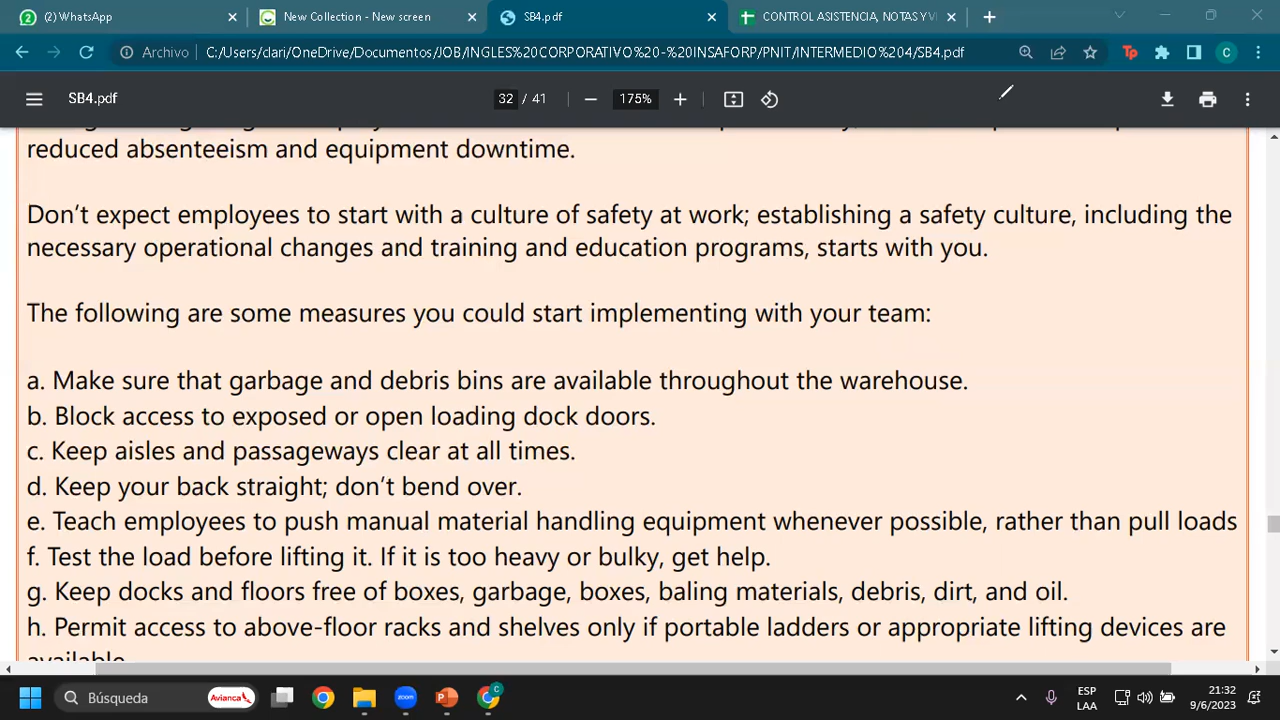 (2) WhatsApp
New Collection - New screen
SB4.pdf
CONTROL ASISTENCIA, NOTAS Y VI
Archivo
C:/Users/clari/OneDrive/Documentos/JOB/INGLES%20CORPORATIVO%20-%20INSAFORP/PNIT/INTERMEDIO%204/SB4.pdf
C
SB4.pdf
32 / 41
175%
reduced absenteeism and equipment downtime.
Don’t expect employees to start with a culture of safety at work; establishing a safety culture, including the
necessary operational changes and training and education programs, starts with you.
The following are some measures you could start implementing with your team:
a. Make sure that garbage and debris bins are available throughout the warehouse.
b. Block access to exposed or open loading dock doors.
c. Keep aisles and passageways clear at all times.
d. Keep your back straight; don’t bend over.
e. Teach employees to push manual material handling equipment whenever possible, rather than pull loads
f. Test the load before lifting it. If it is too heavy or bulky, get help.
g. Keep docks and floors free of boxes, garbage, boxes, baling materials, debris, dirt, and oil.
h. Permit access to above-floor racks and shelves only if portable ladders or appropriate lifting devices are
available
Búsqueda
Avianca
ESP
LAA
21:32
9/6/2023